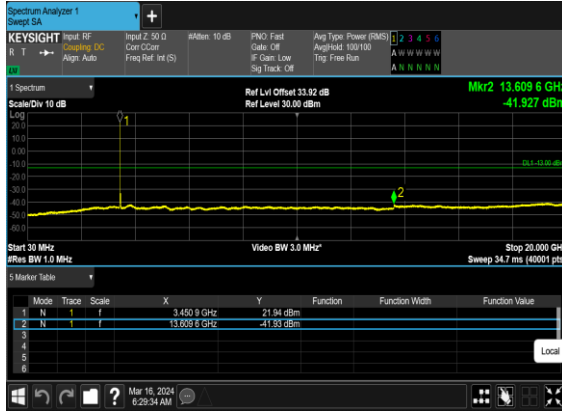 Spectrum Analyzer 1
Swept SA
+
KEYSIGHT Input: RF Input Z: 50 Ω #Atten: 10 dB PNO: Fast Avg Type: Power (RMS) 1 2 3 4 5 6
R T Coupling: DC Corr CCorr Gate: Off Avg|Hold: 100/100 A W W W W W
Align: Auto Freq Ref: Int (S) IF Gain: Low Trig: Free Run
Sig Track: Off A N N N N N
1 Spectrum Ref Lvl Offset 33.92 dB Mkr2 13.609 6 GHz
Scale/Div 10 dB Ref Level 30.00 dBm -41.927 dBm
Log
20.0
10.0
0.00
-10.0
-20.0
-30.0
-40.0
-50.0
-60.0
1
DL1 -13.00 dBm
2
Start 30 MHz Video BW 3.0 MHz* Stop 20.000 GHz
#Res BW 1.0 MHz Sweep 34.7 ms (40001 pts)
5 Marker Table
Mode Trace Scale X Y Function Function Width Function Value
1 N 1 f 3.450 9 GHz 21.94 dBm
2 N 1 f 13.609 6 GHz -41.93 dBm
3
4
5
6
Local
? Mar 16, 2024
6:29:34 AM